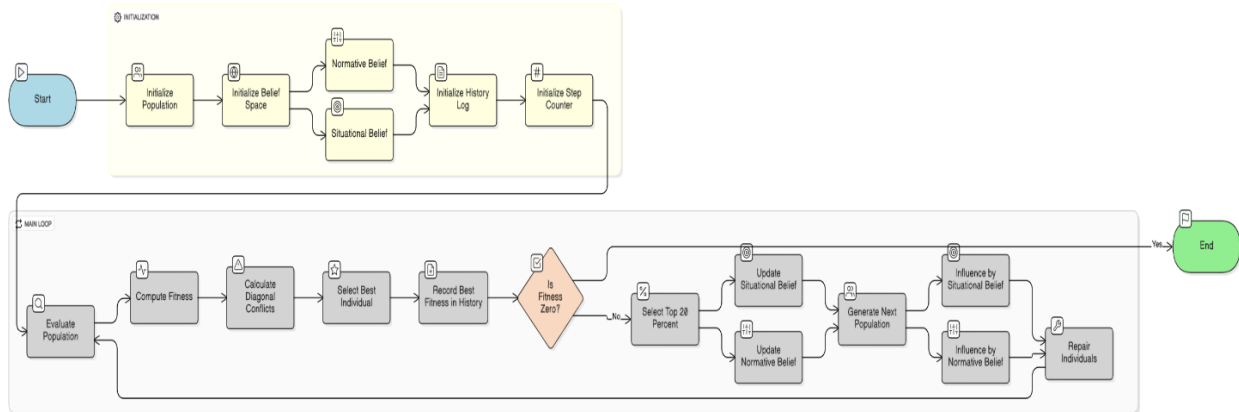 INITIALIZATION
Start
Initialize
Population
Initialize Belief
Space
Normative Belief
Situational Belief
Initialize History
Log
Initialize Step
Counter
MAIN LOOP
Evaluate
Population
Compute Fitness
Calculate
Diagonal
Conflicts
Select Best
Individual
Record Best
Fitness in History
Is
Fitness
Zero?
Yes
End
No
Select Top 20
Percent
Update
Situational Belief
Update
Normative Belief
Generate Next
Population
Influence by
Situational Belief
Influence by
Normative Belief
Repair
Individuals